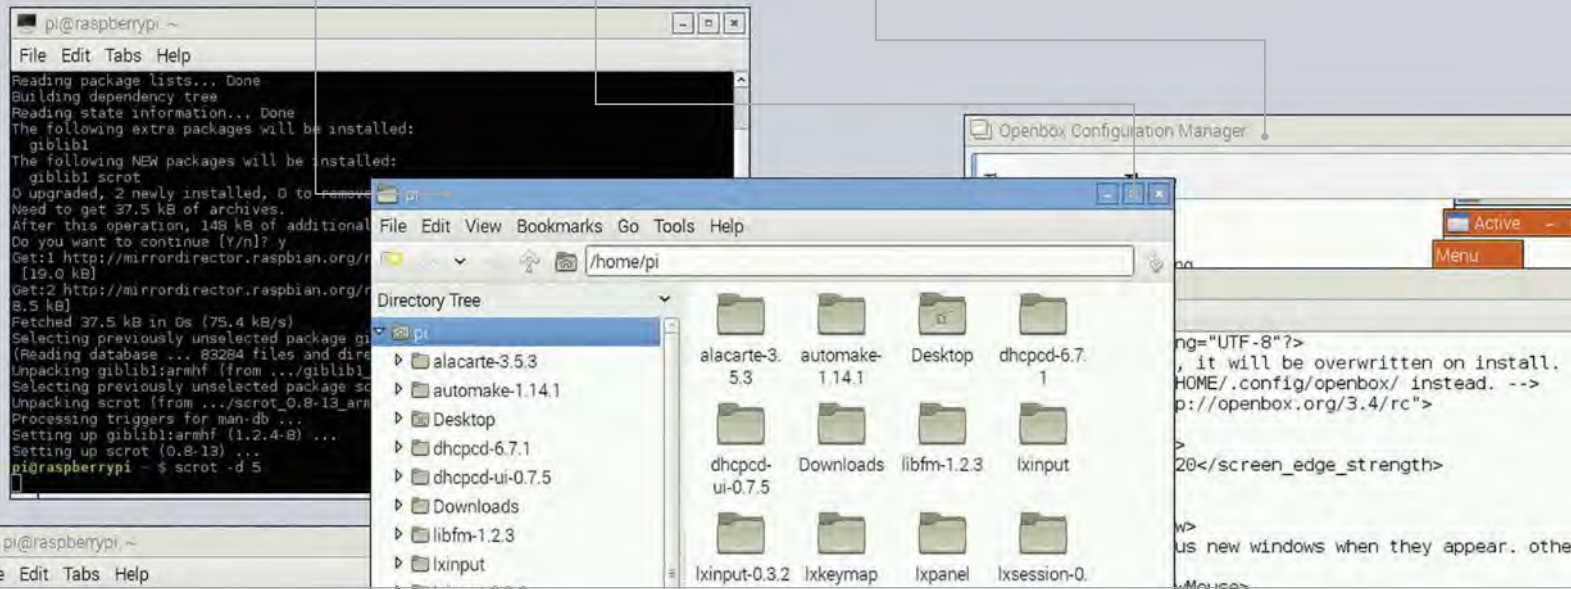 pi@raspberrypi: ~
File Edit Tabs Help
Reading package lists... Done
Building dependency tree
Reading state information... Done
The following extra packages will be installed:
giblib1
The following NEW packages will be installed:
giblib1 scrot
0 upgraded, 2 newly installed, 0 to remove
Need to get 37.5 kB of archives.
After this operation, 148 kB of additional
Do you want to continue [Y/n]? y
Get:1 http://mirrordirector.raspbian.org/r
[19.0 kB]
Get:2 http://mirrordirector.raspbian.org/r
8.5 kB]
Fetched 37.5 kB in 0s (75.4 kB/s)
Selecting previously unselected package gi
(Reading database ... 83284 files and dire
Unpacking giblib1:armhf (from .../giblib1_
Selecting previously unselected package sc
Unpacking scrot (from .../scrot_0.8-13_arm
Processing triggers for man-db ...
Setting up giblib1:armhf (1.2.4-8) ...
Setting up scrot (0.8-13) ...
pi@raspberrypi ~ $ scrot -d 5
pi@raspberrypi: ~
Edit Tabs Help
pi
File Edit View Bookmarks Go Tools Help
/home/pi
Directory Tree
pi
alacarte-3.5.3
automake-1.14.1
Desktop
dhcpcd-6.7.1
dhcpcd-ui-0.7.5
Downloads
libfm-1.2.3
lxinput
alacarte-3.
5.3
automake-
1.14.1
Desktop
dhcpcd-6.7.
1
dhcpcd-
ui-0.7.5
Downloads
libfm-1.2.3
lxinput
lxinput-0.3.2
lxkeymap
lxpanel
lxsession-0.
Openbox Configuration Manager
Active
Menu
ng="UTF-8"?>
, it will be overwritten on install.
HOME/.config/openbox/ instead. -->
p://openbox.org/3.4/rc">
>
20</screen_edge_strength>
w>
us new windows when they appear. othe